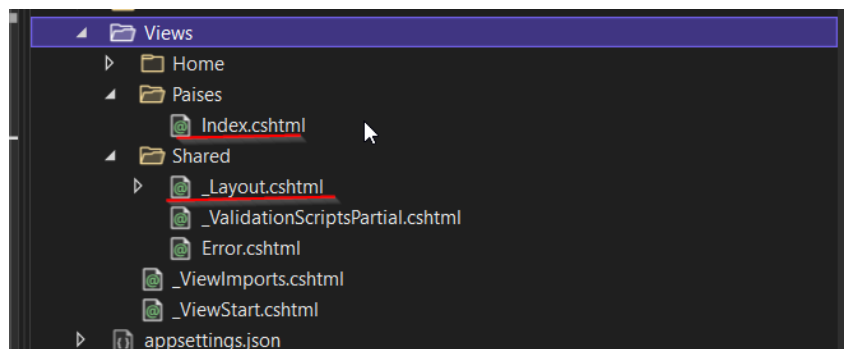 Views
Home
Paises
Index.cshtml
Shared
_Layout.cshtml
_ValidationScriptsPartial.cshtml
Error.cshtml
_ViewImports.cshtml
_ViewStart.cshtml
appsettings.json